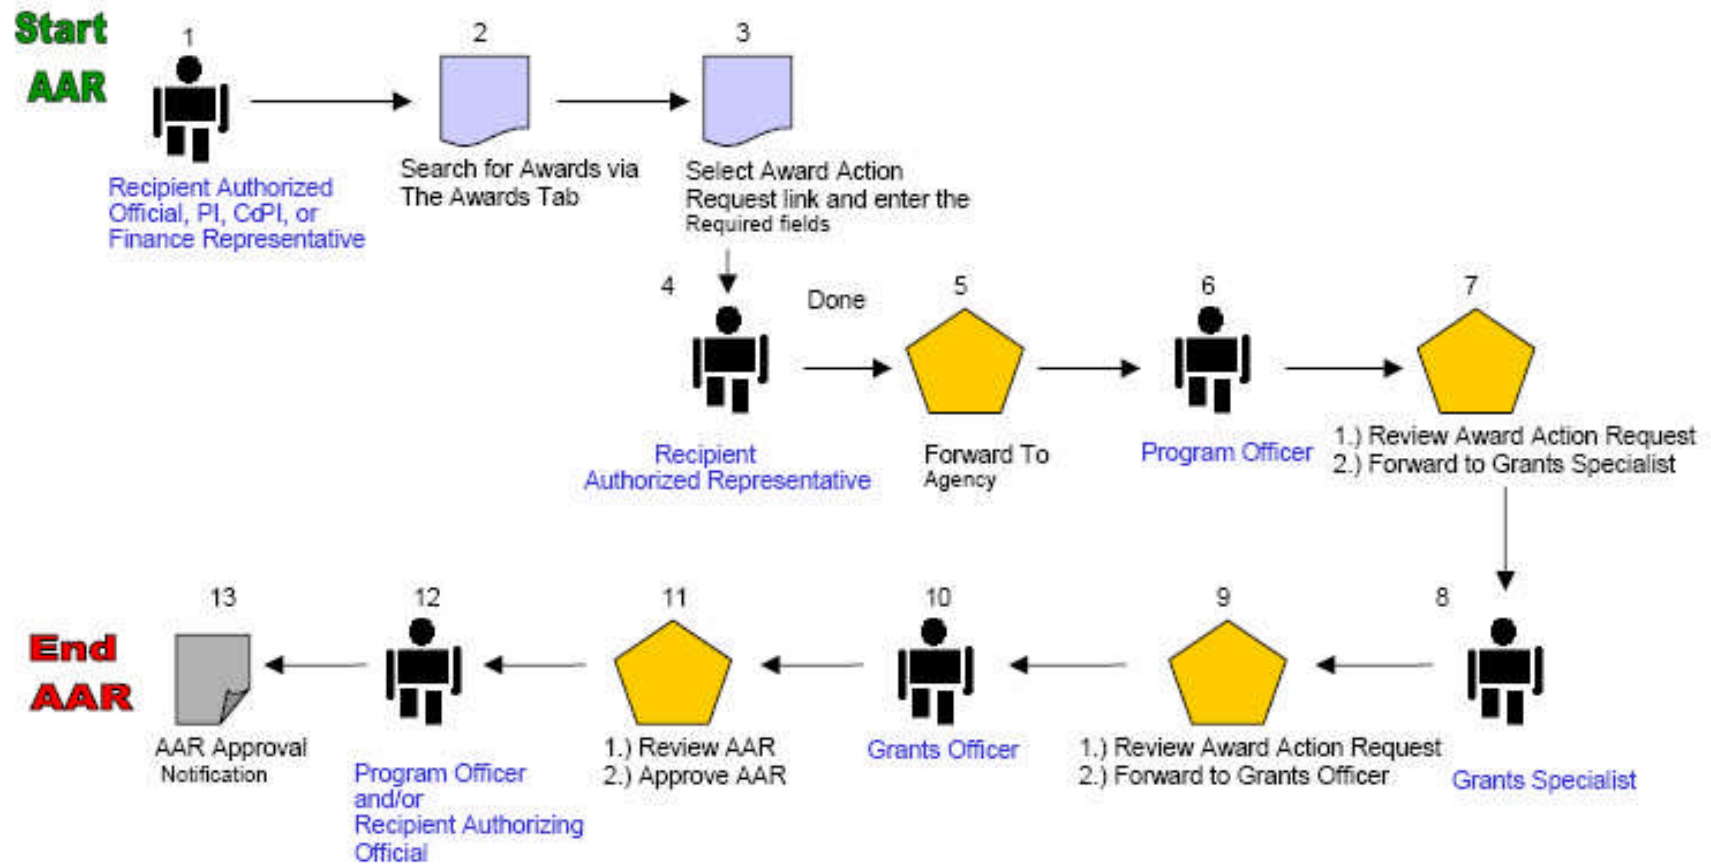 Start
AAR
1
2
3
Recipient Authorized
Official, PI, CoPI, or
Finance Representative
Search for Awards via
The Awards Tab
Select Award Action
Request link and enter the
Required fields
4
Done
5
6
7
Recipient
Authorized Representative
Forward To
Agency
Program Officer
1.) Review Award Action Request
2.) Forward to Grants Specialist
End
AAR
13
12
11
10
9
8
AAR Approval
Notification
Program Officer
and/or
Recipient Authorizing
Official
1.) Review AAR
2.) Approve AAR
Grants Officer
1.) Review Award Action Request
2.) Forward to Grants Officer
Grants Specialist